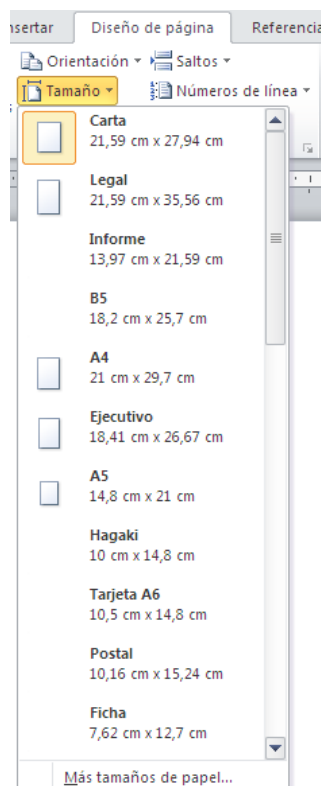 nsertar Diseño de página Referencia
Orientación Saltos
Tamaño Números de línea
Carta
21,59 cm x 27,94 cm
Legal
21,59 cm x 35,56 cm
Informe
13,97 cm x 21,59 cm
B5
18,2 cm x 25,7 cm
A4
21 cm x 29,7 cm
Ejecutivo
18,41 cm x 26,67 cm
A5
14,8 cm x 21 cm
Hagaki
10 cm x 14,8 cm
Tarjeta A6
10,5 cm x 14,8 cm
Postal
10,16 cm x 15,24 cm
Ficha
7,62 cm x 12,7 cm
Más tamaños de papel...